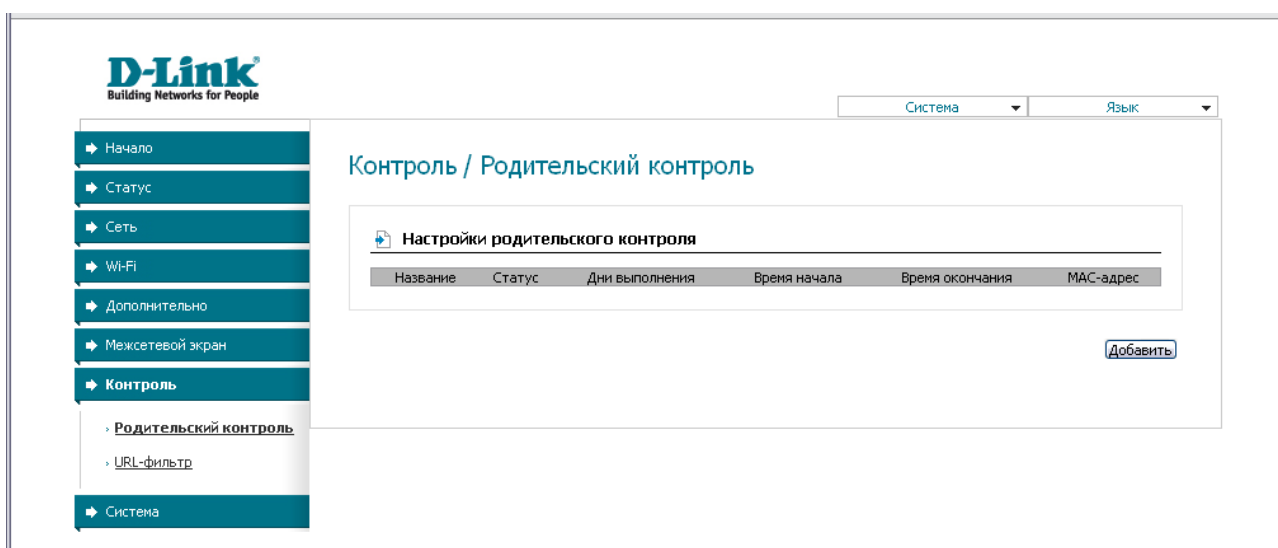 D-Link
Building Networks for People
Система Язык
Начало
Статус
Сеть
Wi-Fi
Дополнительно
Межсетевой экран
Контроль
Родительский контроль
URL-фильтр
Система
Контроль / Родительский контроль
Настройки родительского контроля
Название Статус Дни выполнения Время начала Время окончания MAC-адрес
Добавить